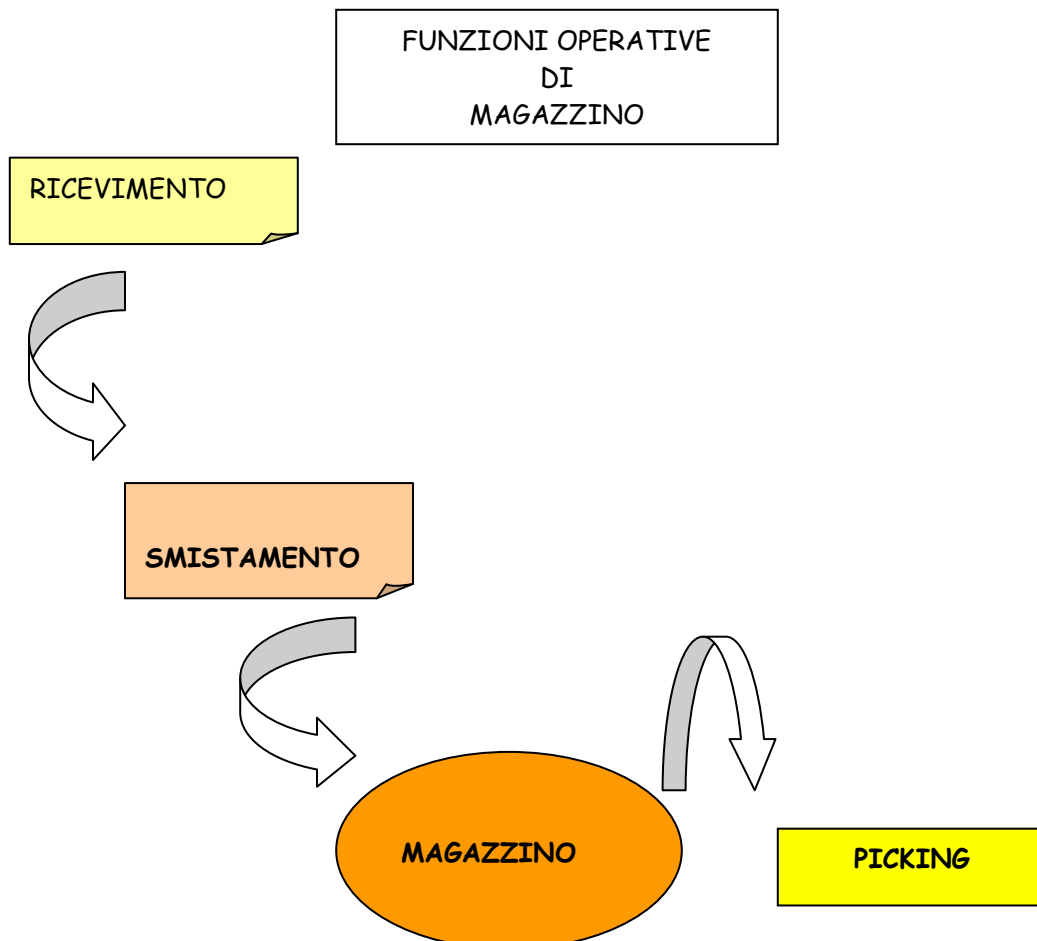 FUNZIONI OPERATIVE
DI
MAGAZZINO
RICEVIMENTO
SMISTAMENTO
MAGAZZINO
PICKING